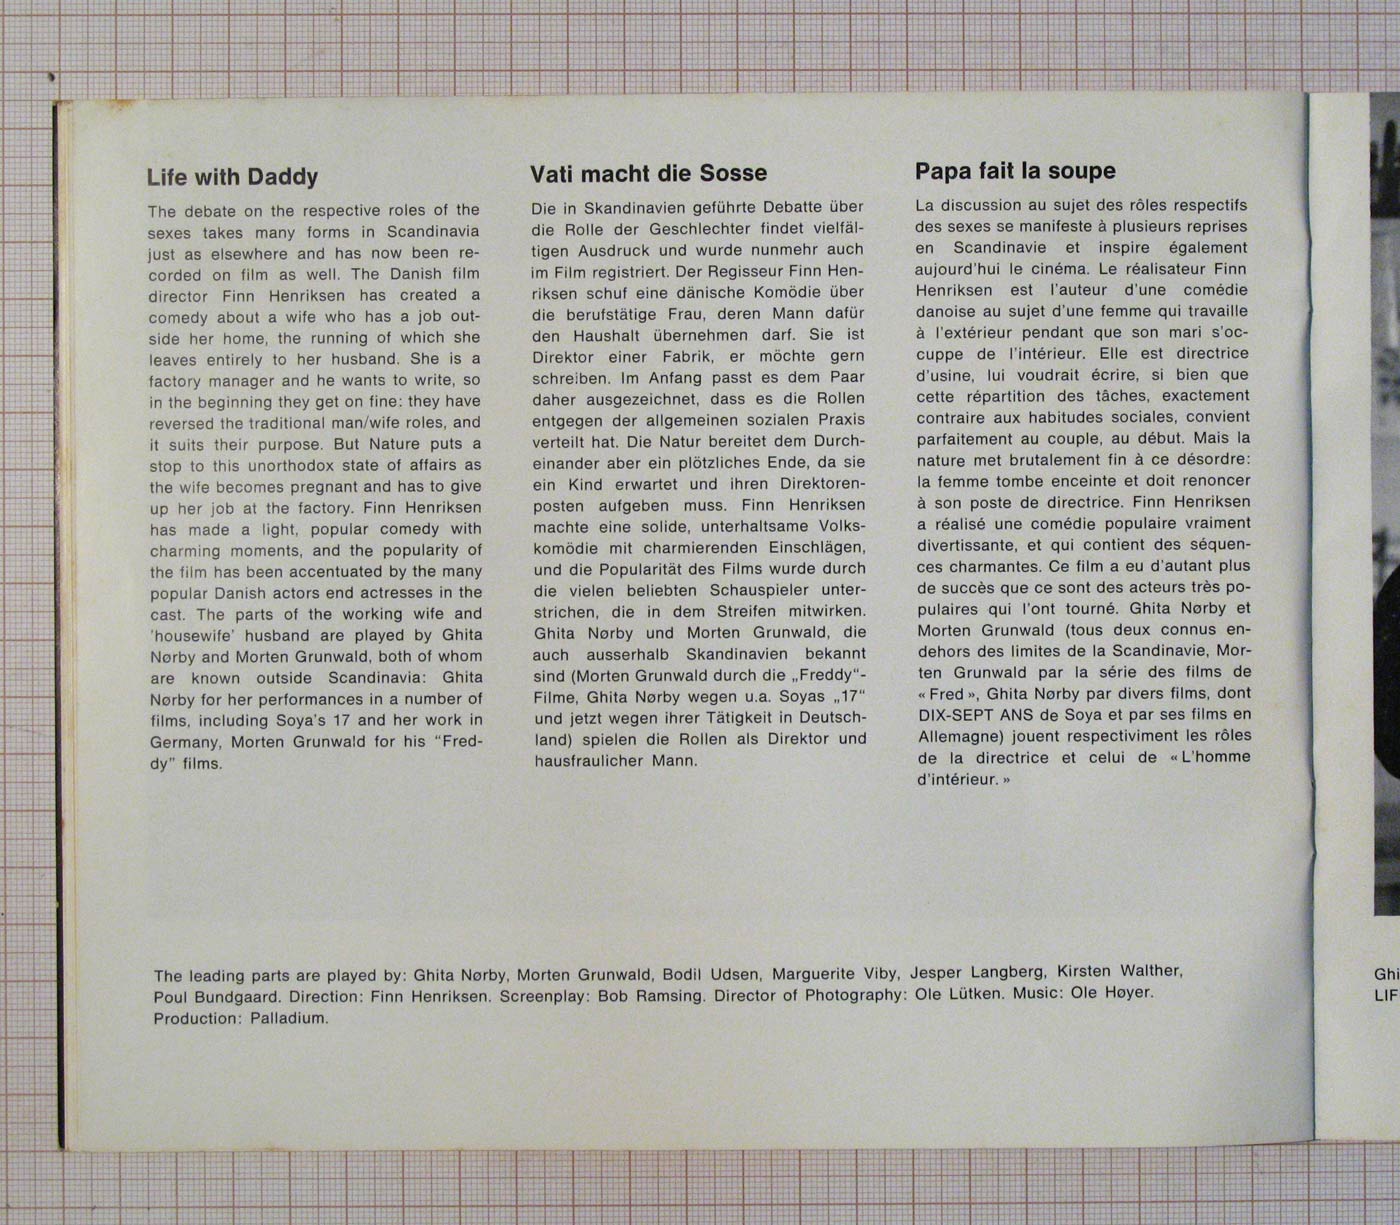 Life with Daddy
The debate on the respective roles of the
sexes takes many forms in Scandinavia
just as elsewhere and has now been re-
corded on film as well. The Danish film
director Finn Henriksen has created a
comedy about a wife who has a job out-
side her home, the running of which she
leaves entirely to her husband. She is a
factory manager and he wants to write, so
in the beginning they get on fine: they have
reversed the traditional man/wife roles, and
it suits their purpose. But Nature puts a
stop to this unorthodox state of affairs as
the wife becomes pregnant and has to give
up her job at the factory. Finn Henriksen
has made a light, popular comedy with
charming moments, and the popularity of
the film has been accentuated by the many
popular Danish actors end actresses in the
cast. The parts of the working wife and
'housewife' husband are played by Ghita
Nørby and Morten Grunwald, both of whom
are known outside Scandinavia: Ghita
Nørby for her performances in a number of
films, including Soya's 17 and her work in
Germany, Morten Grunwald for his "Fred-
dy" films.
Vati macht die Sosse
Die in Skandinavien geführte Debatte über
die Rolle der Geschlechter findet vielfäl-
tigen Ausdruck und wurde nunmehr auch
im Film registriert. Der Regisseur Finn Hen-
riksen schuf eine dänische Komödie über
die berufstätige Frau, deren Mann dafür
den Haushalt übernehmen darf. Sie ist
Direktor einer Fabrik, er möchte gern
schreiben. Im Anfang passt es dem Paar
daher ausgezeichnet, dass es die Rollen
entgegen der allgemeinen sozialen Praxis
verteilt hat. Die Natur bereitet dem Durch-
einander aber ein plötzliches Ende, da sie
ein Kind erwartet und ihren Direktoren-
posten aufgeben muss. Finn Henriksen
machte eine solide, unterhaltsame Volks-
komödie mit charmierenden Einschlägen,
und die Popularität des Films wurde durch
die vielen beliebten Schauspieler unter-
strichen, die in dem Streifen mitwirken.
Ghita Nørby und Morten Grunwald, die
auch ausserhalb Skandinavien bekannt
sind (Morten Grunwald durch die „Freddy“-
Filme, Ghita Nørby wegen u.a. Soyas „17“
und jetzt wegen ihrer Tätigkeit in Deutsch-
land) spielen die Rollen als Direktor und
hausfraulicher Mann.
Papa fait la soupe
La discussion au sujet des rôles respectifs
des sexes se manifeste à plusieurs reprises
en Scandinavie et inspire également
aujourd'hui le cinéma. Le réalisateur Finn
Henriksen est l'auteur d'une comédie
danoise au sujet d'une femme qui travaille
à l'extérieur pendant que son mari s'oc-
cuppe de l'intérieur. Elle est directrice
d'usine, lui voudrait écrire, si bien que
cette répartition des tâches, exactement
contraire aux habitudes sociales, convient
parfaitement au couple, au début. Mais la
nature met brutalement fin à ce désordre:
la femme tombe enceinte et doit renoncer
à son poste de directrice. Finn Henriksen
a réalisé une comédie populaire vraiment
divertissante, et qui contient des séquen-
ces charmantes. Ce film a eu d'autant plus
de succès que ce sont des acteurs très po-
pulaires qui l'ont tourné. Ghita Nørby et
Morten Grunwald (tous deux connus en-
dehors des limites de la Scandinavie, Mor-
ten Grunwald par la série des films de
« Fred », Ghita Nørby par divers films, dont
DIX-SEPT ANS de Soya et par ses films en
Allemagne) jouent respectiviment les rôles
de la directrice et celui de « L'homme
d'intérieur. »
The leading parts are played by: Ghita Nørby, Morten Grunwald, Bodil Udsen, Marguerite Viby, Jesper Langberg, Kirsten Walther,
Poul Bundgaard. Direction: Finn Henriksen. Screenplay: Bob Ramsing. Director of Photography: Ole Lütken. Music: Ole Høyer.
Production: Palladium.
Ghi
LIF